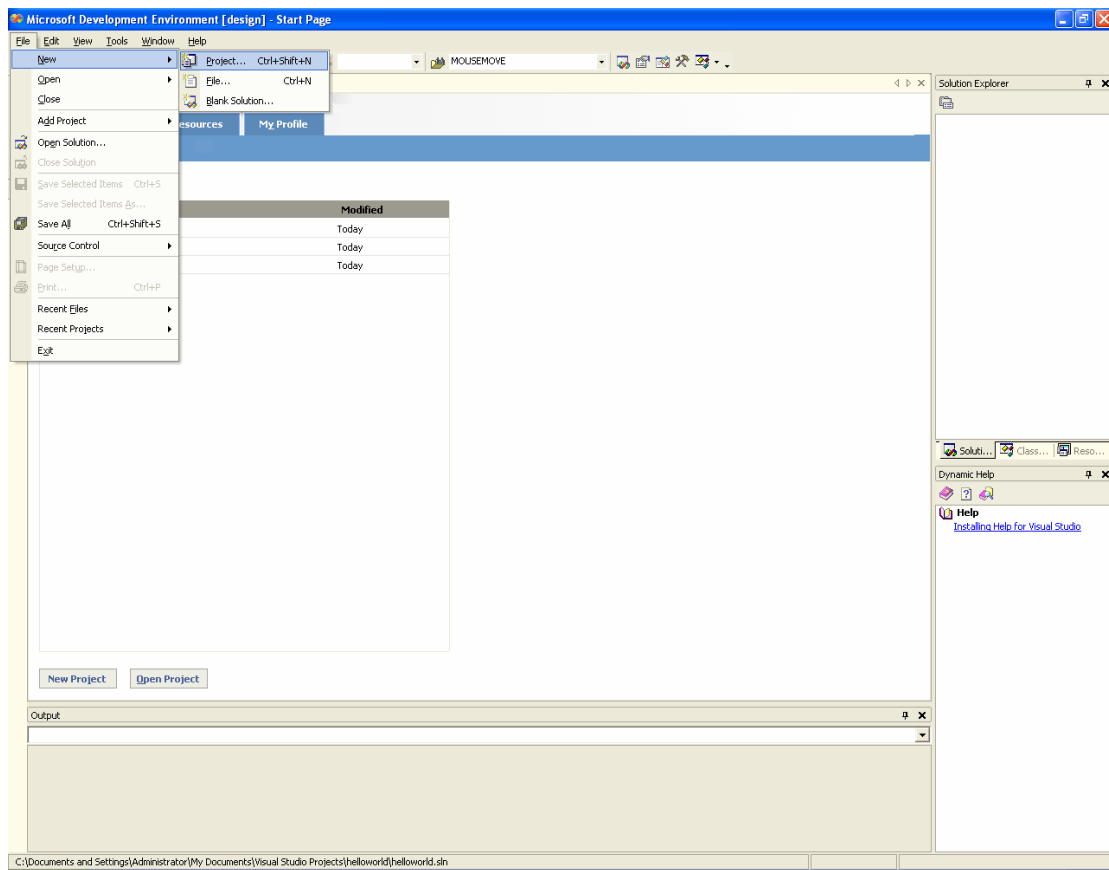 Microsoft Development Environment [design] - Start Page
File Edit View Tools Window Help
New
Project... Ctrl+Shift+N
MOUSEMOVE
Open
File... Ctrl+N
Close
Blank Solution...
Solution Explorer
Add Project
esources My Profile
Open Solution...
Close Solution
Save Selected Items Ctrl+S
Save Selected Items As...
Modified
Save All Ctrl+Shift+S
Today
Source Control
Today
Page Setup...
Today
Print... Ctrl+P
Recent Files
Recent Projects
Exit
Soluti... Class... Reso...
Dynamic Help
Help
Installing Help for Visual Studio
New Project Open Project
Output
C:\Documents and Settings\Administrator\My Documents\Visual Studio Projects\helloworld\helloworld.sln